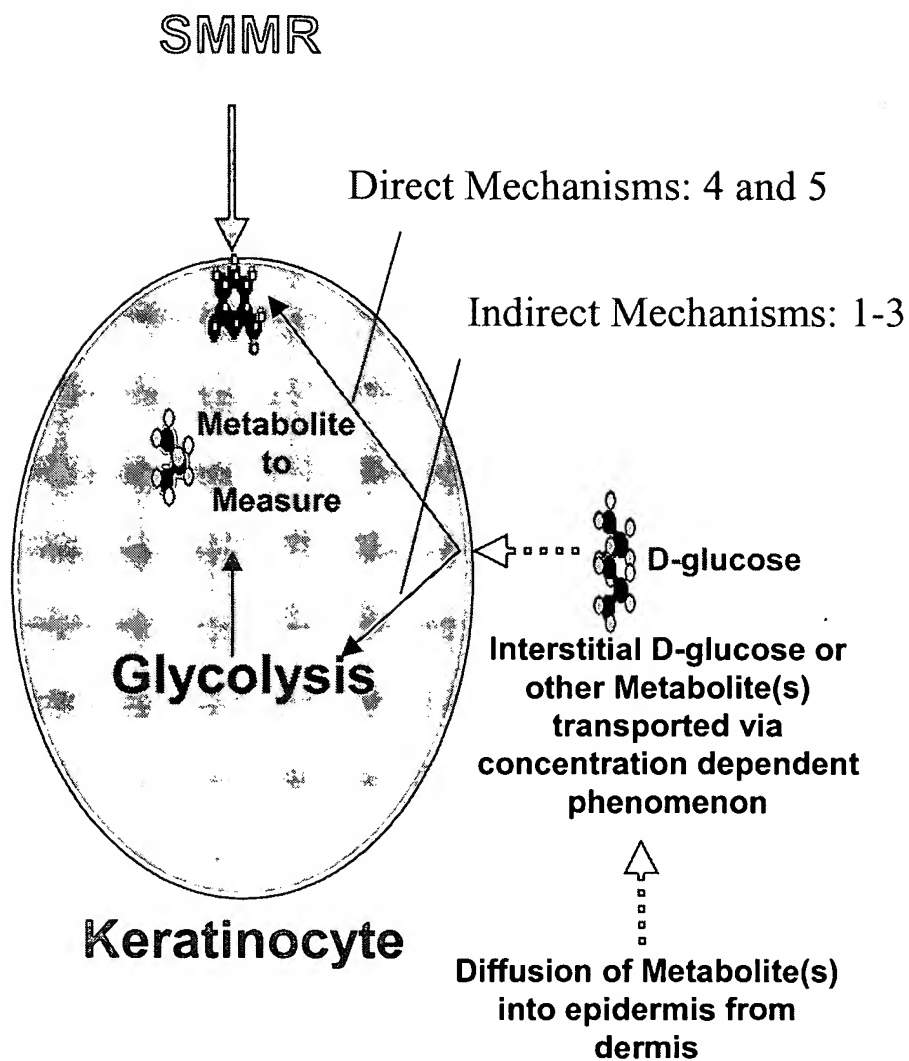 SMMR
Direct Mechanisms: 4 and 5
Indirect Mechanisms: 1-3
Metabolite
to
Measure
D-glucose
Glycolysis
Interstitial D-glucose or
other Metabolite(s)
transported via
concentration dependent
phenomenon
Keratinocyte
Diffusion of Metabolite(s)
into epidermis from
dermis